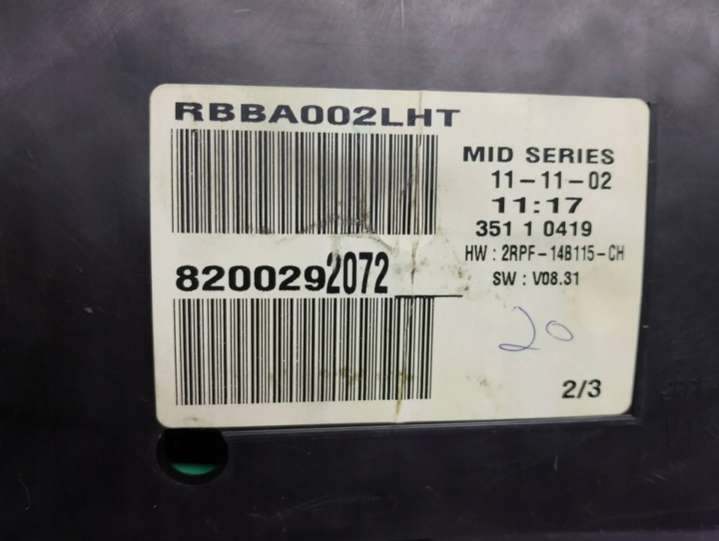 RBBA002LHT
MID SERIES
11-11-02
11:17
351 1 0419
HW : 2RPF-14B115-CH
SW : V08.31
8200292072
20
2/3